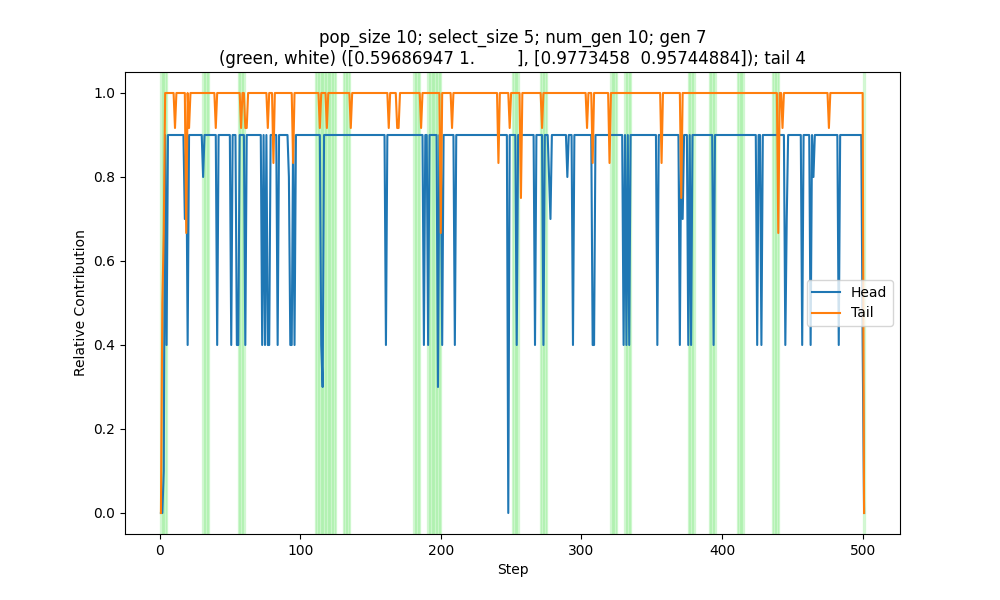 pop_size 10; select_size 5; num_gen 10; gen 7
(green, white) ([0.59686947 1.        ], [0.9773458  0.95744884]); tail 4
1.0
0.8
0.6
0.4
0.2
0.0
Relative Contribution
Head
Tail
0
100
200
300
400
500
Step